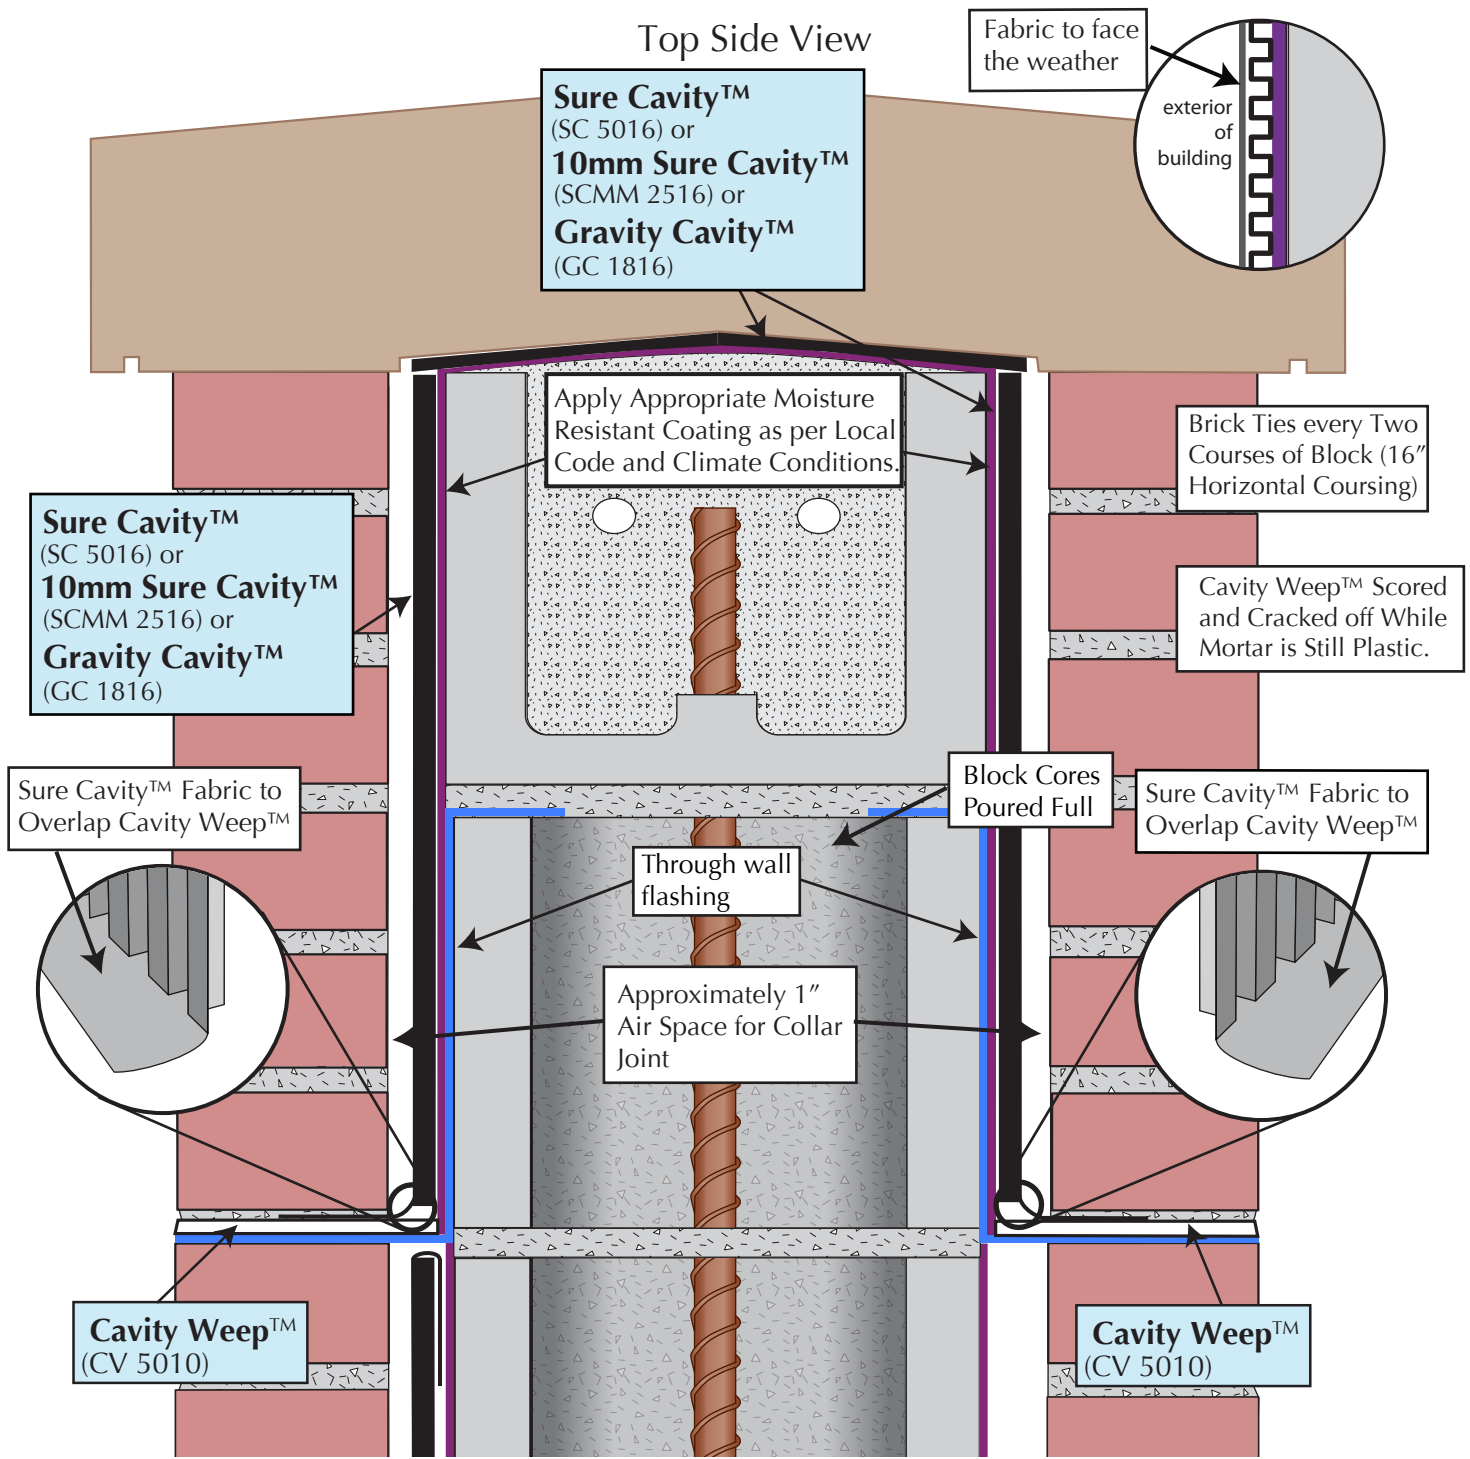 Top Side View
Fabric to face
the weather
exterior
of
building
Sure Cavity™
(SC 5016) or
10mm Sure Cavity™
(SCMM 2516) or
Gravity Cavity™
(GC 1816)
Apply Appropriate Moisture
Resistant Coating as per Local
Code and Climate Conditions.
Brick Ties every Two
Courses of Block (16”
Horizontal Coursing)
Sure Cavity™
(SC 5016) or
10mm Sure Cavity™
(SCMM 2516) or
Gravity Cavity™
(GC 1816)
Cavity Weep™ Scored
and Cracked off While
Mortar is Still Plastic.
Sure Cavity™ Fabric to
Overlap Cavity Weep™
Block Cores
Poured Full
Sure Cavity™ Fabric to
Overlap Cavity Weep™
Through wall
flashing
Approximately 1”
Air Space for Collar
Joint
Cavity Weep™
(CV 5010)
Cavity Weep™
(CV 5010)